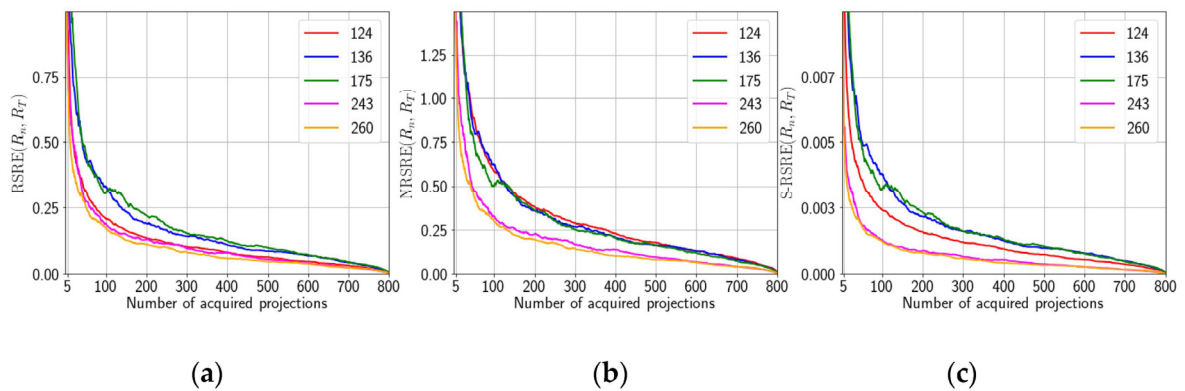 RSRE(Rₙ, R_T)
0.75
0.50
0.25
0.00
124
136
175
243
260
5 100 200 300 400 500 600 700 800
Number of acquired projections
(a)
NRSRE(Rₙ, R_T)
1.25
1.00
0.75
0.50
0.25
0.00
124
136
175
243
260
5 100 200 300 400 500 600 700 800
Number of acquired projections
(b)
S-RSRE(Rₙ, R_T)
0.007
0.005
0.003
0.000
124
136
175
243
260
5 100 200 300 400 500 600 700 800
Number of acquired projections
(c)